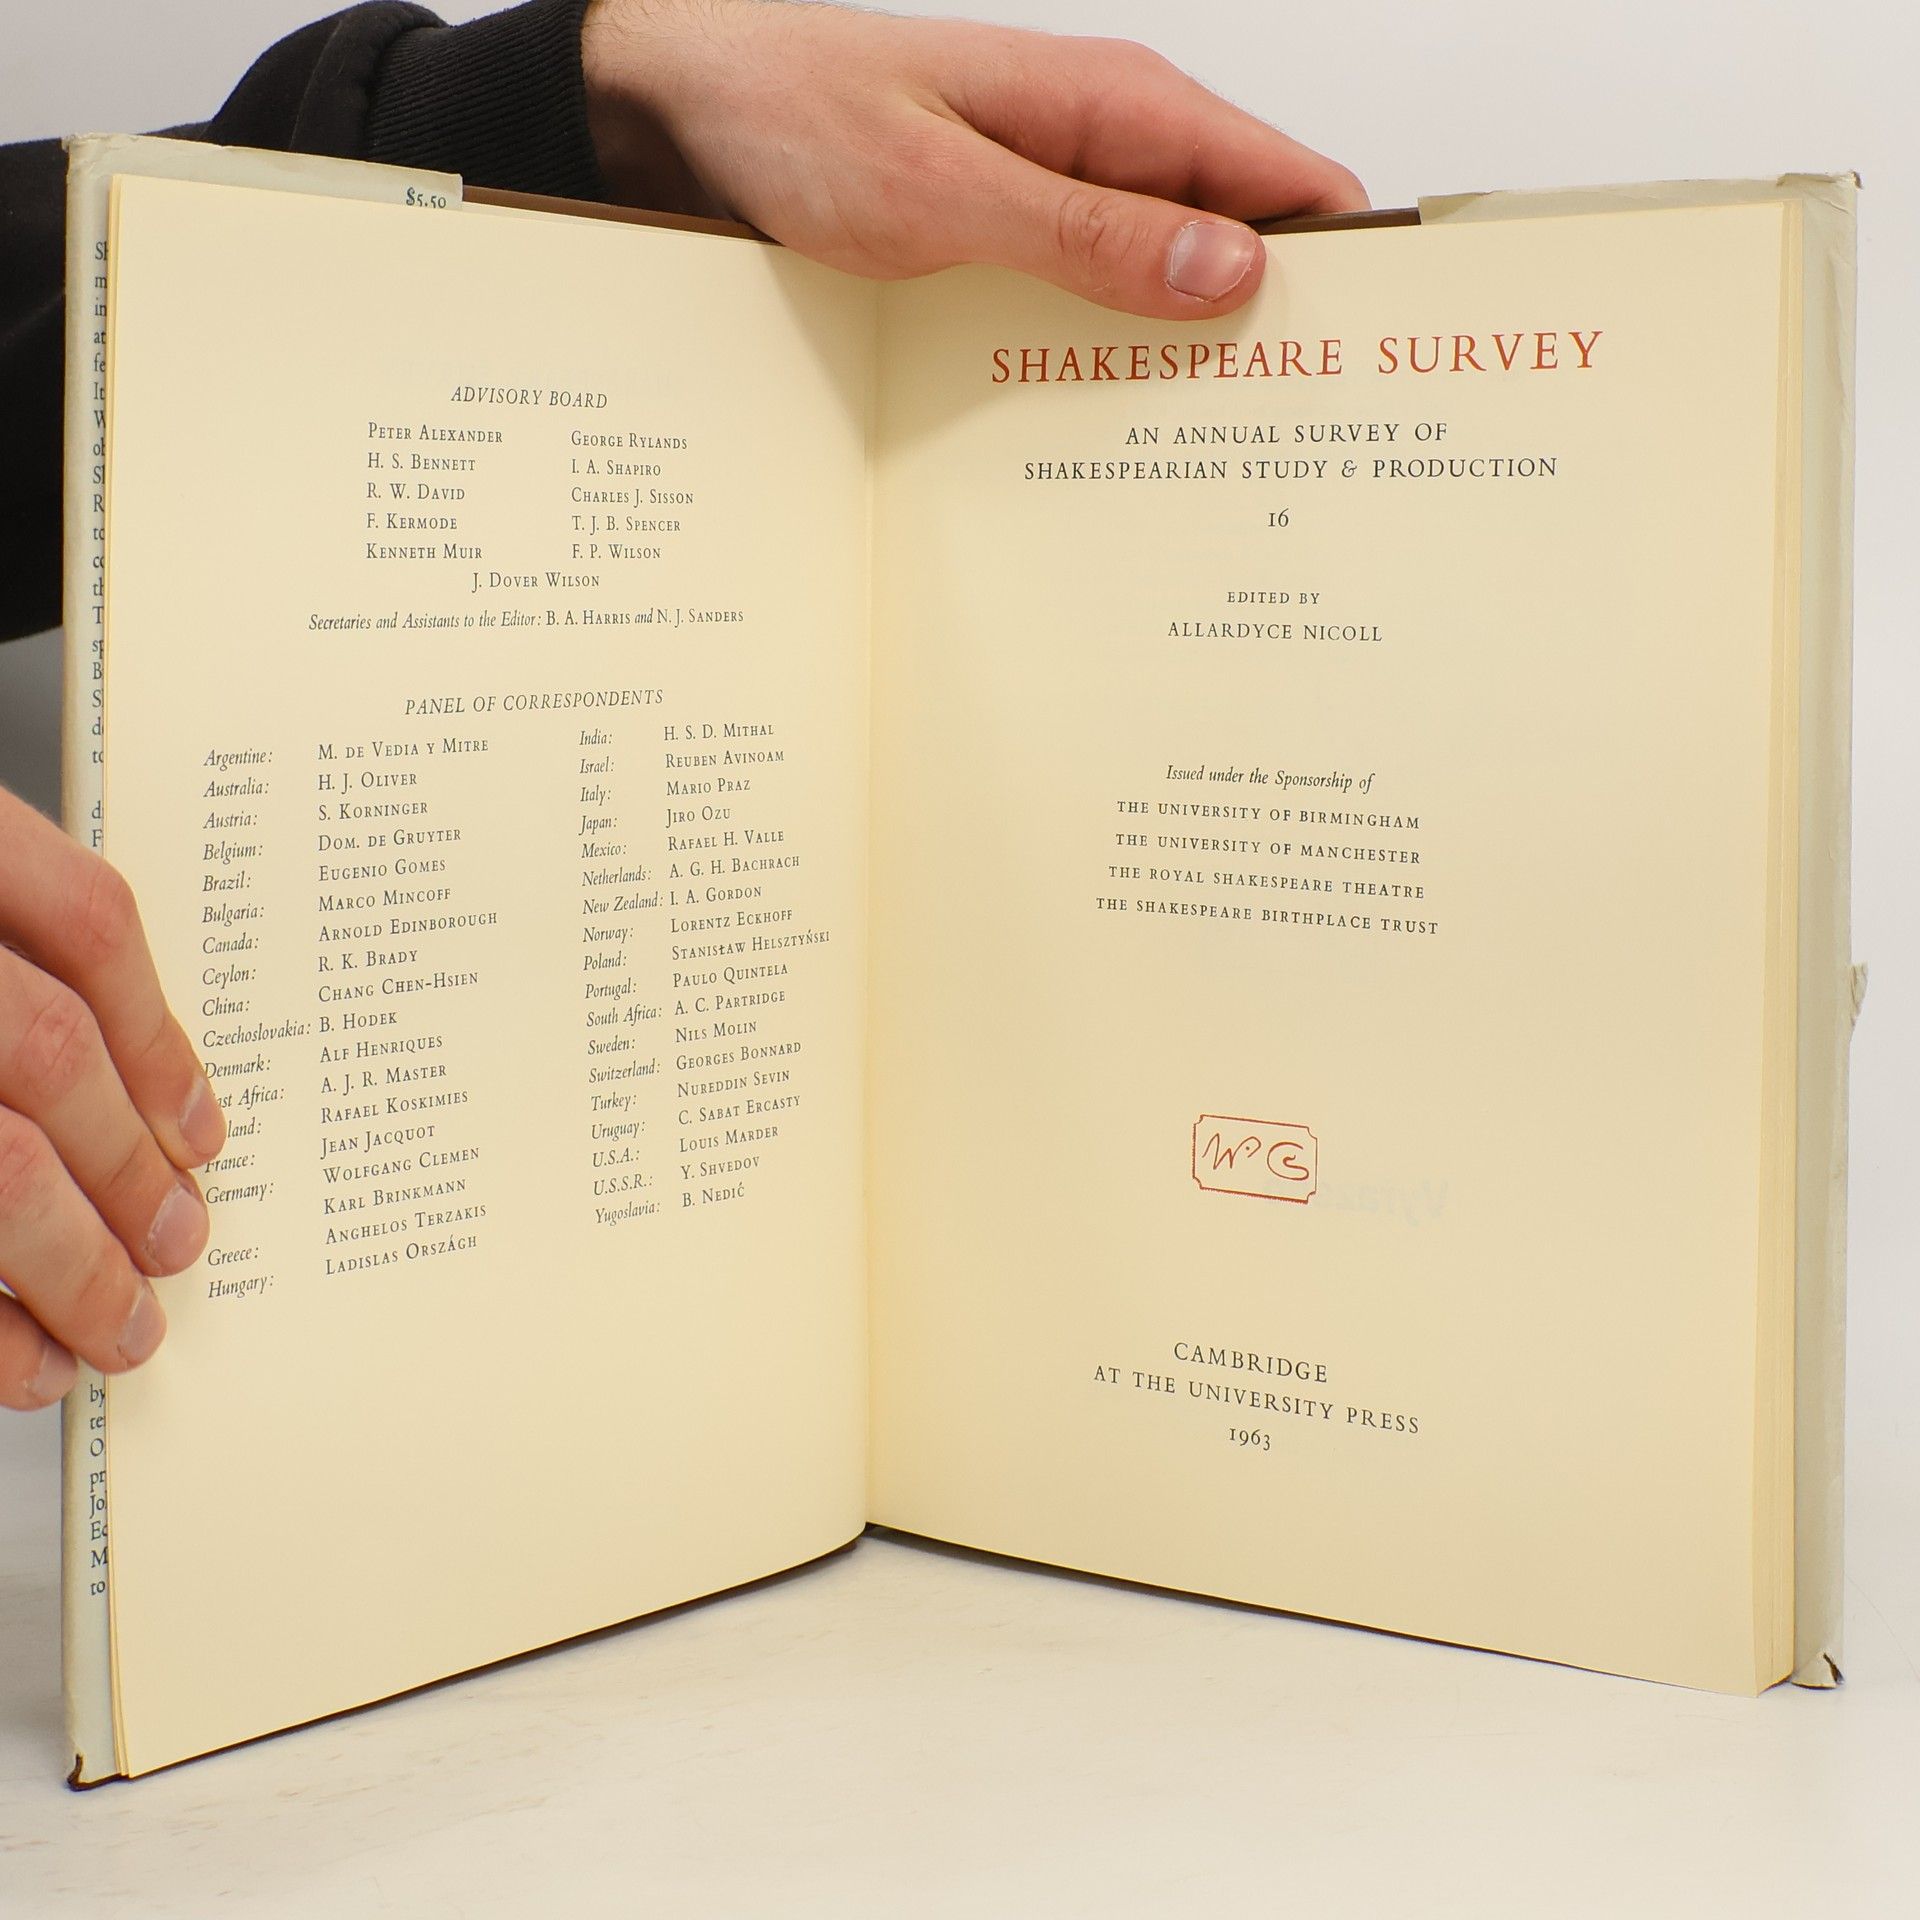 $5.50
ADVISORY BOARD
PETER ALEXANDER
H. S. BENNETT
R. W. DAVID
F. KERMODE
KENNETH MUIR
GEORGE RYLANDS
I. A. SHAPIRO
CHARLES J. SISSON
T. J. B. SPENCER
F. P. WILSON
J. DOVER WILSON
Secretaries and Assistants to the Editor: B. A. HARRIS and N. J. SANDERS
PANEL OF CORRESPONDENTS
Argentine: M. DE VEDIA Y MITRE
Australia: H. J. OLIVER
Austria: S. KORNINGER
Belgium: DOM. DE GRUYTER
Brazil: EUGENIO GOMES
Bulgaria: MARCO MINCOFF
Canada: ARNOLD EDINBOROUGH
Ceylon: R. K. BRADY
China: CHANG CHEN-HSIEN
Czechoslovakia: B. HODEK
Denmark: ALF HENRIQUES
Africa: A. J. R. MASTER
RAFAEL KOSKIMIES
France: JEAN JACQUOT
Germany: WOLFGANG CLEMEN
KARL BRINKMANN
Greece: ANGHELOS TERZAKIS
Hungary: LADISLAS ORSZÁGH
India: H. S. D. MITHAL
Israel: REUBEN AVINOAM
Italy: MARIO PRAZ
Japan: JIRO OZU
Mexico: RAFAEL H. VALLE
Netherlands: A. G. H. BACHRACH
New Zealand: I. A. GORDON
Norway: LORENTZ ECKHOFF
Poland: STANISŁAW HELSZTYŃSKI
Portugal: PAULO QUINTELA
South Africa: A. C. PARTRIDGE
Sweden: NILS MOLIN
Switzerland: GEORGES BONNARD
Turkey: NUREDDIN SEVIN
Uruguay: C. SABAT ERCASTY
U.S.A.: LOUIS MARDER
U.S.S.R.: Y. SHVEDOV
Yugoslavia: B. NEDIĆ
SHAKESPEARE SURVEY
AN ANNUAL SURVEY OF
SHAKESPEARIAN STUDY & PRODUCTION
16
EDITED BY
ALLARDYCE NICOLL
Issued under the Sponsorship of
THE UNIVERSITY OF BIRMINGHAM
THE UNIVERSITY OF MANCHESTER
THE ROYAL SHAKESPEARE THEATRE
THE SHAKESPEARE BIRTHPLACE TRUST
CAMBRIDGE
AT THE UNIVERSITY PRESS
1963